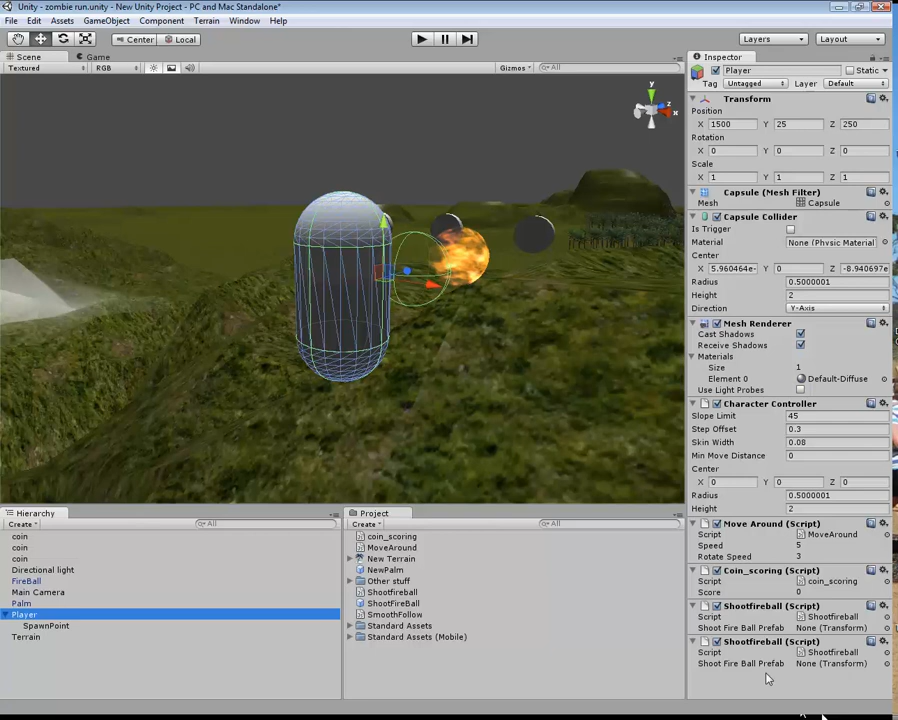 Unity - zombie run.unity - New Unity Project - PC and Mac Standalone*
File Edit Assets GameObject Component Terrain Window Help
Center Local Layers Layout
Scene Game
Textured RGB Gizmos All
y
z
x
Inspector
Player Static
Tag Untagged Layer Default
Transform
Position
X 1500 Y 25 Z 250
Rotation
X 0 Y 0 Z 0
Scale
X 1 Y 1 Z 1
Capsule (Mesh Filter)
Mesh Capsule
Capsule Collider
Is Trigger
Material None (Physic Material
Center
5.960464e- 0 -8.940697e
Radius 0.5000001
Height 2
Direction Y-Axis
Mesh Renderer
Cast Shadows
Receive Shadows
Materials
Size 1
Element 0 Default-Diffuse
Use Light Probes
Character Controller
Slope Limit 45
Step Offset 0.3
Skin Width 0.08
Min Move Distance 0
Center
X 0 Y 0 Z 0
Radius 0.5000001
Height 2
Move Around (Script)
Script MoveAround
Speed 5
Rotate Speed 3
Coin_scoring (Script)
Script coin_scoring
Score 0
Shootfireball (Script)
Script Shootfireball
Shoot Fire Ball Prefab None (Transform)
Shootfireball (Script)
Script Shootfireball
Shoot Fire Ball Prefab None (Transform)
Hierarchy
Create All
coin
coin
coin
Directional light
FireBall
Main Camera
Palm
Player
SpawnPoint
Terrain
Project
Create All
coin_scoring
MoveAround
New Terrain
NewPalm
Other stuff
Shootfireball
ShootFireBall
SmoothFollow
Standard Assets
Standard Assets (Mobile)